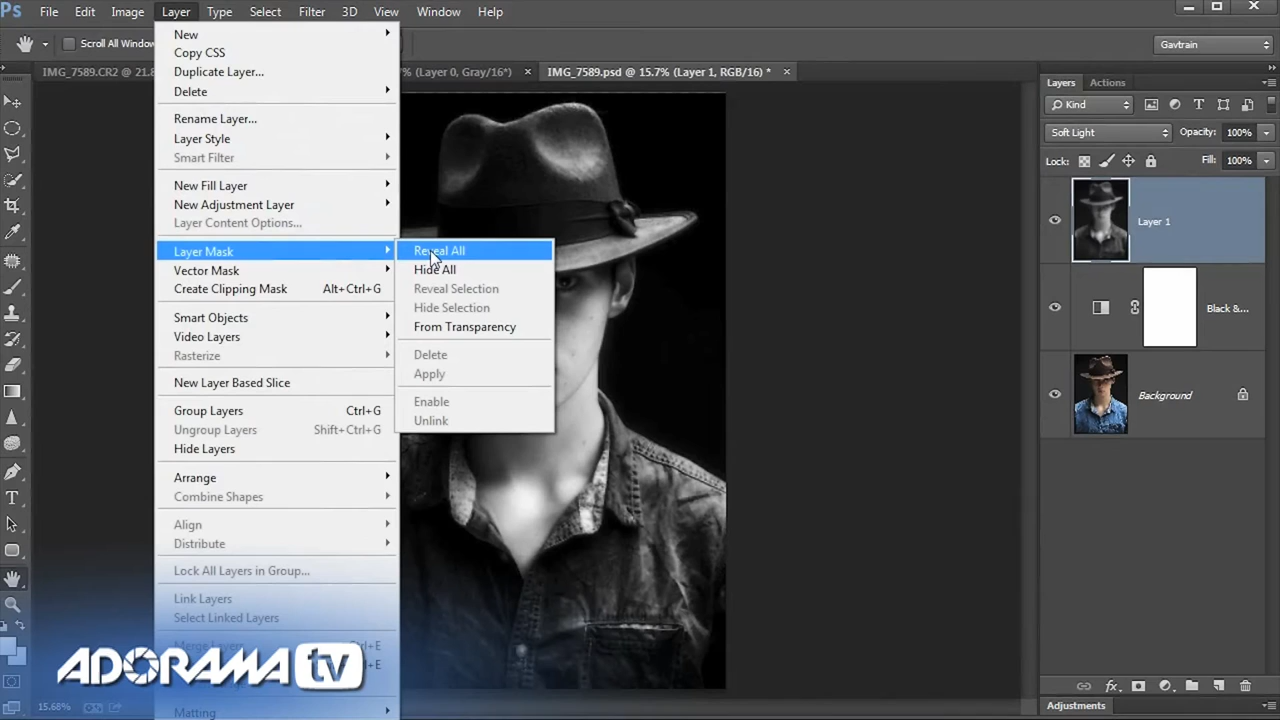 Ps File Edit Image Layer Type Select Filter 3D View Window Help
Scroll All Window
Gavtrain
IMG_7589.CR2 @ 21.8
% (Layer 0, Gray/16*) ×
IMG_7589.psd @ 15.7% (Layer 1, RGB/16) * ×
New
Copy CSS
Duplicate Layer...
Delete
Rename Layer...
Layer Style
Smart Filter
New Fill Layer
New Adjustment Layer
Layer Content Options...
Layer Mask
Vector Mask
Create Clipping Mask Alt+Ctrl+G
Smart Objects
Video Layers
Rasterize
New Layer Based Slice
Group Layers Ctrl+G
Ungroup Layers Shift+Ctrl+G
Hide Layers
Arrange
Combine Shapes
Align
Distribute
Lock All Layers in Group...
Link Layers
Select Linked Layers
Merge Layers Ctrl+E
Matting
Reveal All
Hide All
Reveal Selection
Hide Selection
From Transparency
Delete
Apply
Enable
Unlink
Layers Actions
Kind
Soft Light Opacity: 100%
Lock: Fill: 100%
Layer 1
Black &...
Background
Adjustments
ADORAMA TV
15.68%